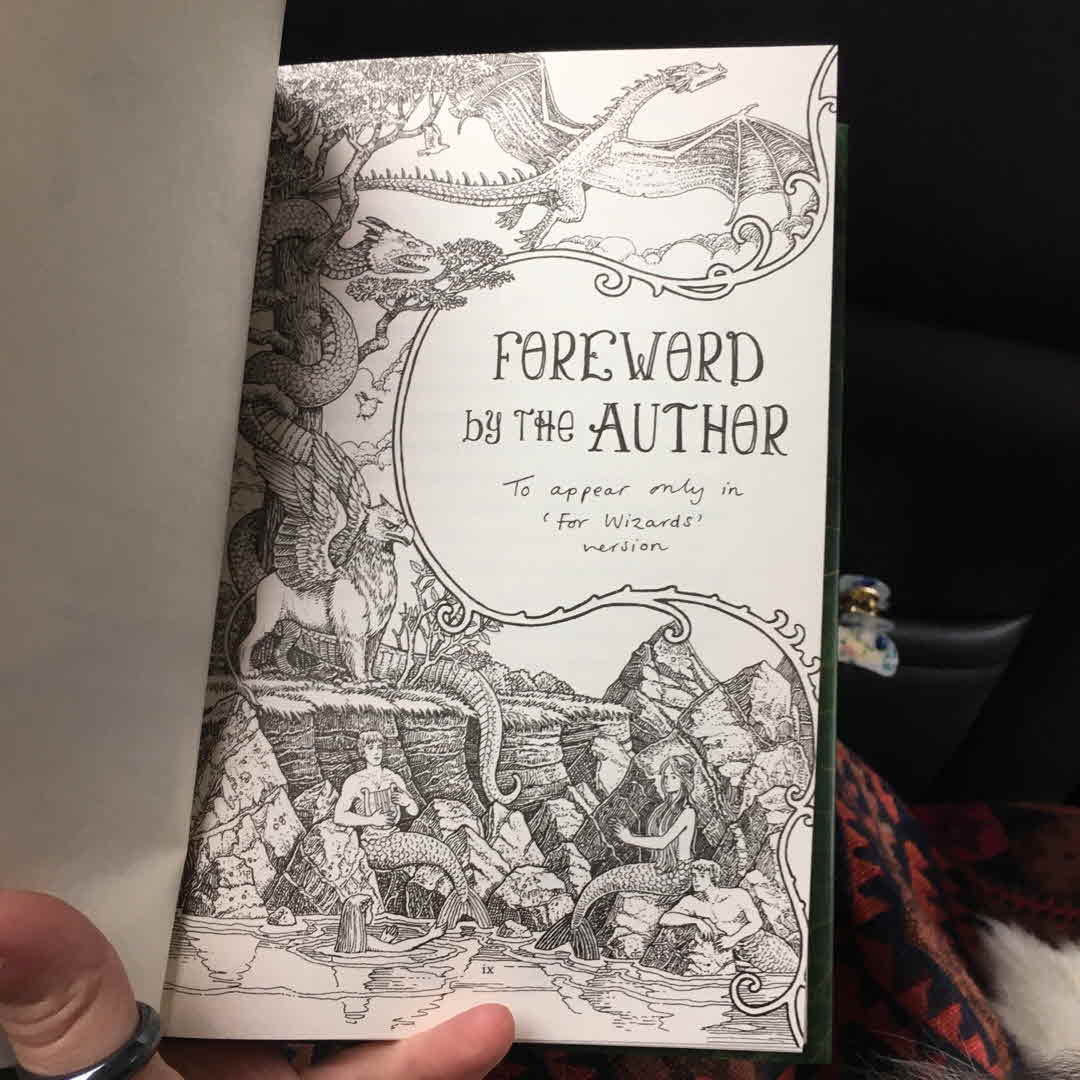 FOREWORD
by THE AUTHOR
To appear only in
'For Wizards'
version
ix